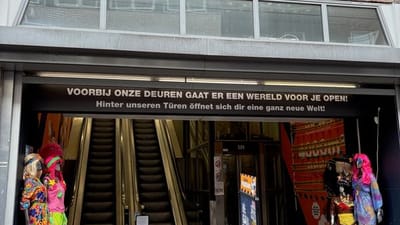 VOORBIJ ONZE DEUREN GAAT ER EEN WERELD VOOR JE OPEN!
Hinter unseren Türen öffnet sich dir eine ganz neue Welt!